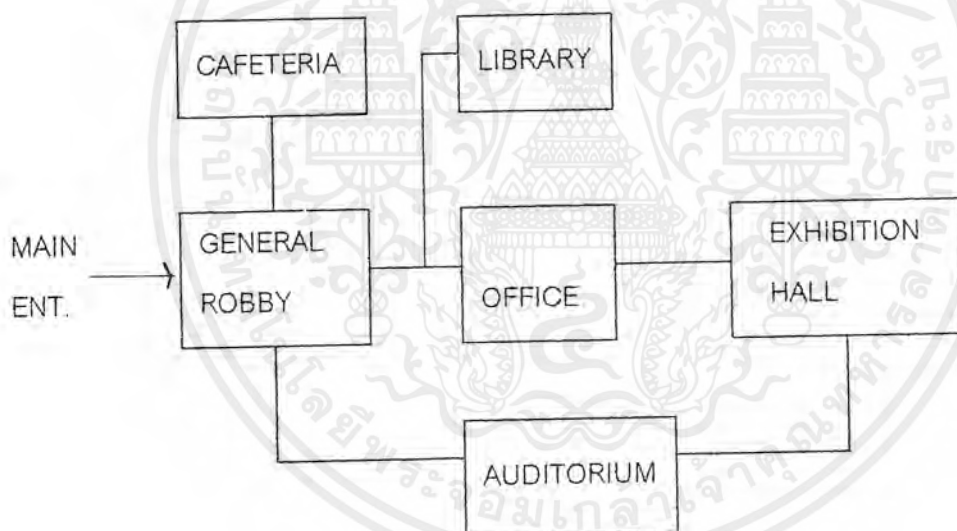 CAFETERIA
LIBRARY
MAIN
ENT.
GENERAL
ROBBY
OFFICE
EXHIBITION
HALL
AUDITORIUM